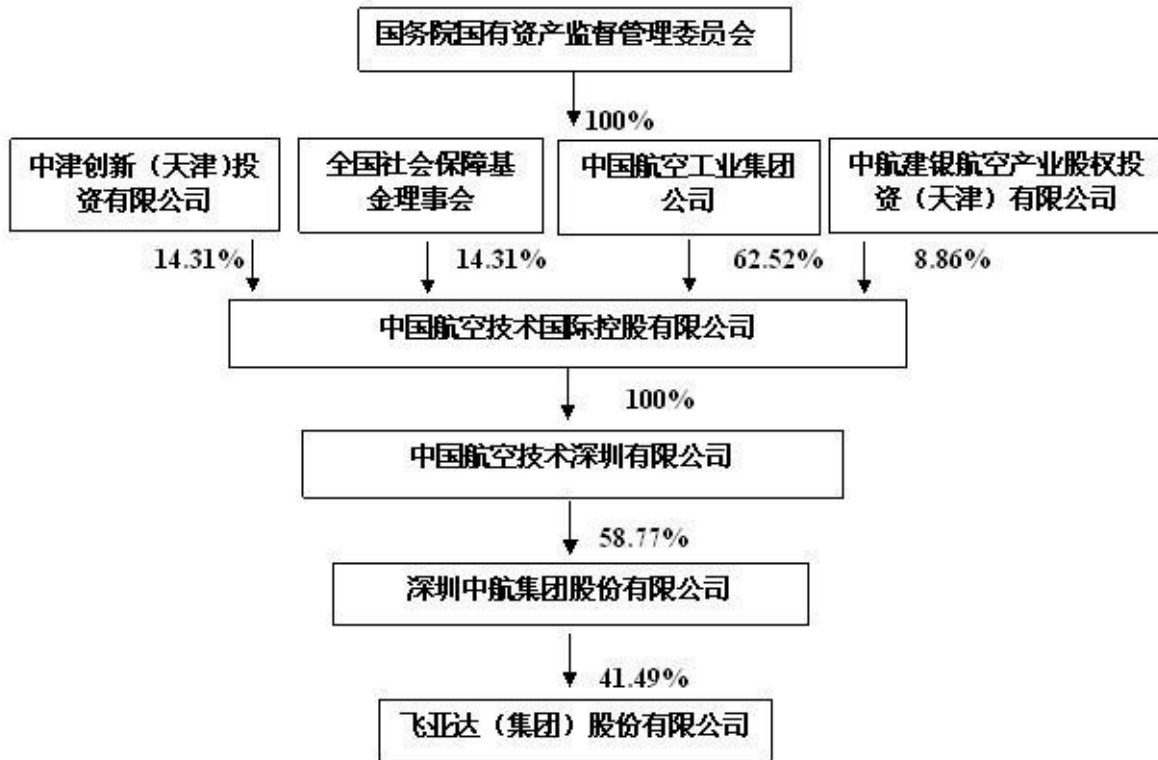 国务院国有资产监督管理委员会
100%
中津创新（天津）投
资有限公司
全国社会保障基
金理事会
中国航空工业集团
公司
中航建银航空产业股权投
资（天津）有限公司
14.31%
14.31%
62.52%
8.86%
中国航空技术国际控股有限公司
100%
中国航空技术深圳有限公司
58.77%
深圳中航集团股份有限公司
41.49%
飞亚达（集团）股份有限公司